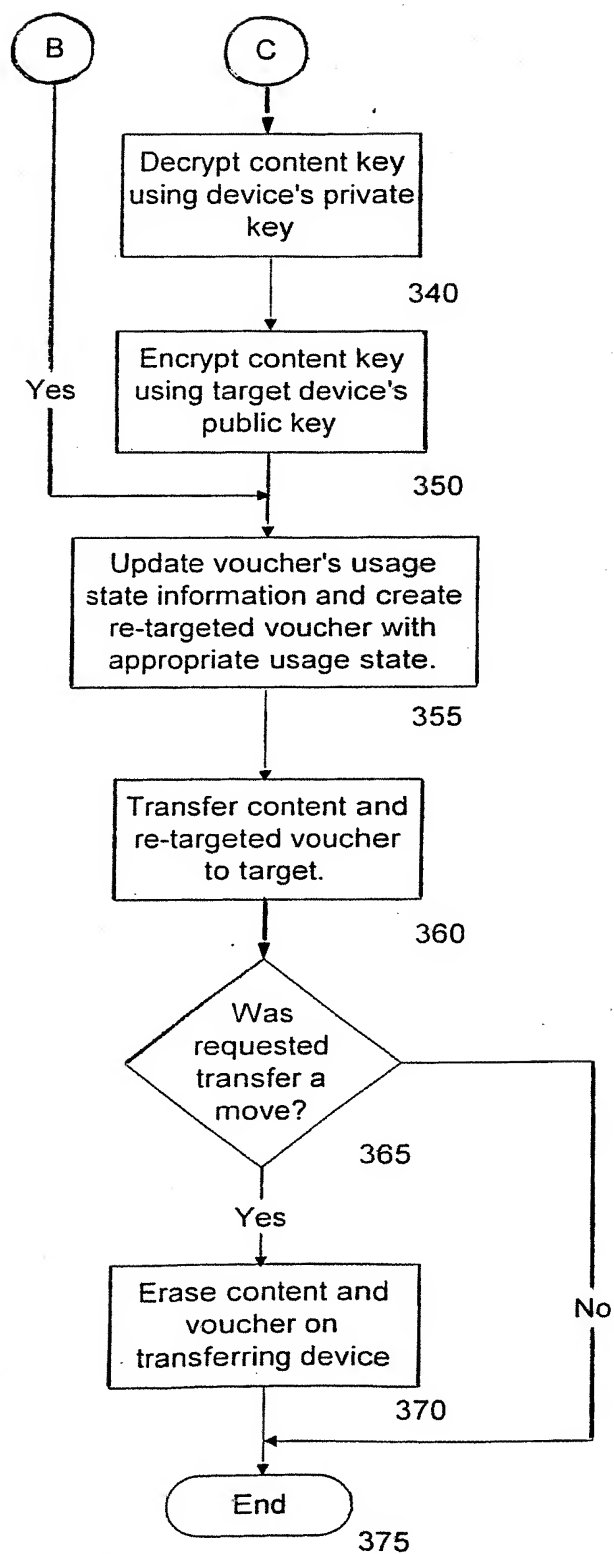 B
C
Decrypt content key
using device's private
key
340
Encrypt content key
using target device's
public key
Yes
350
Update voucher's usage
state information and create
re-targeted voucher with
appropriate usage state.
355
Transfer content and
re-targeted voucher
to target.
360
Was
requested
transfer a
move?
365
Yes
Erase content and
voucher on
transferring device
No
370
End
375